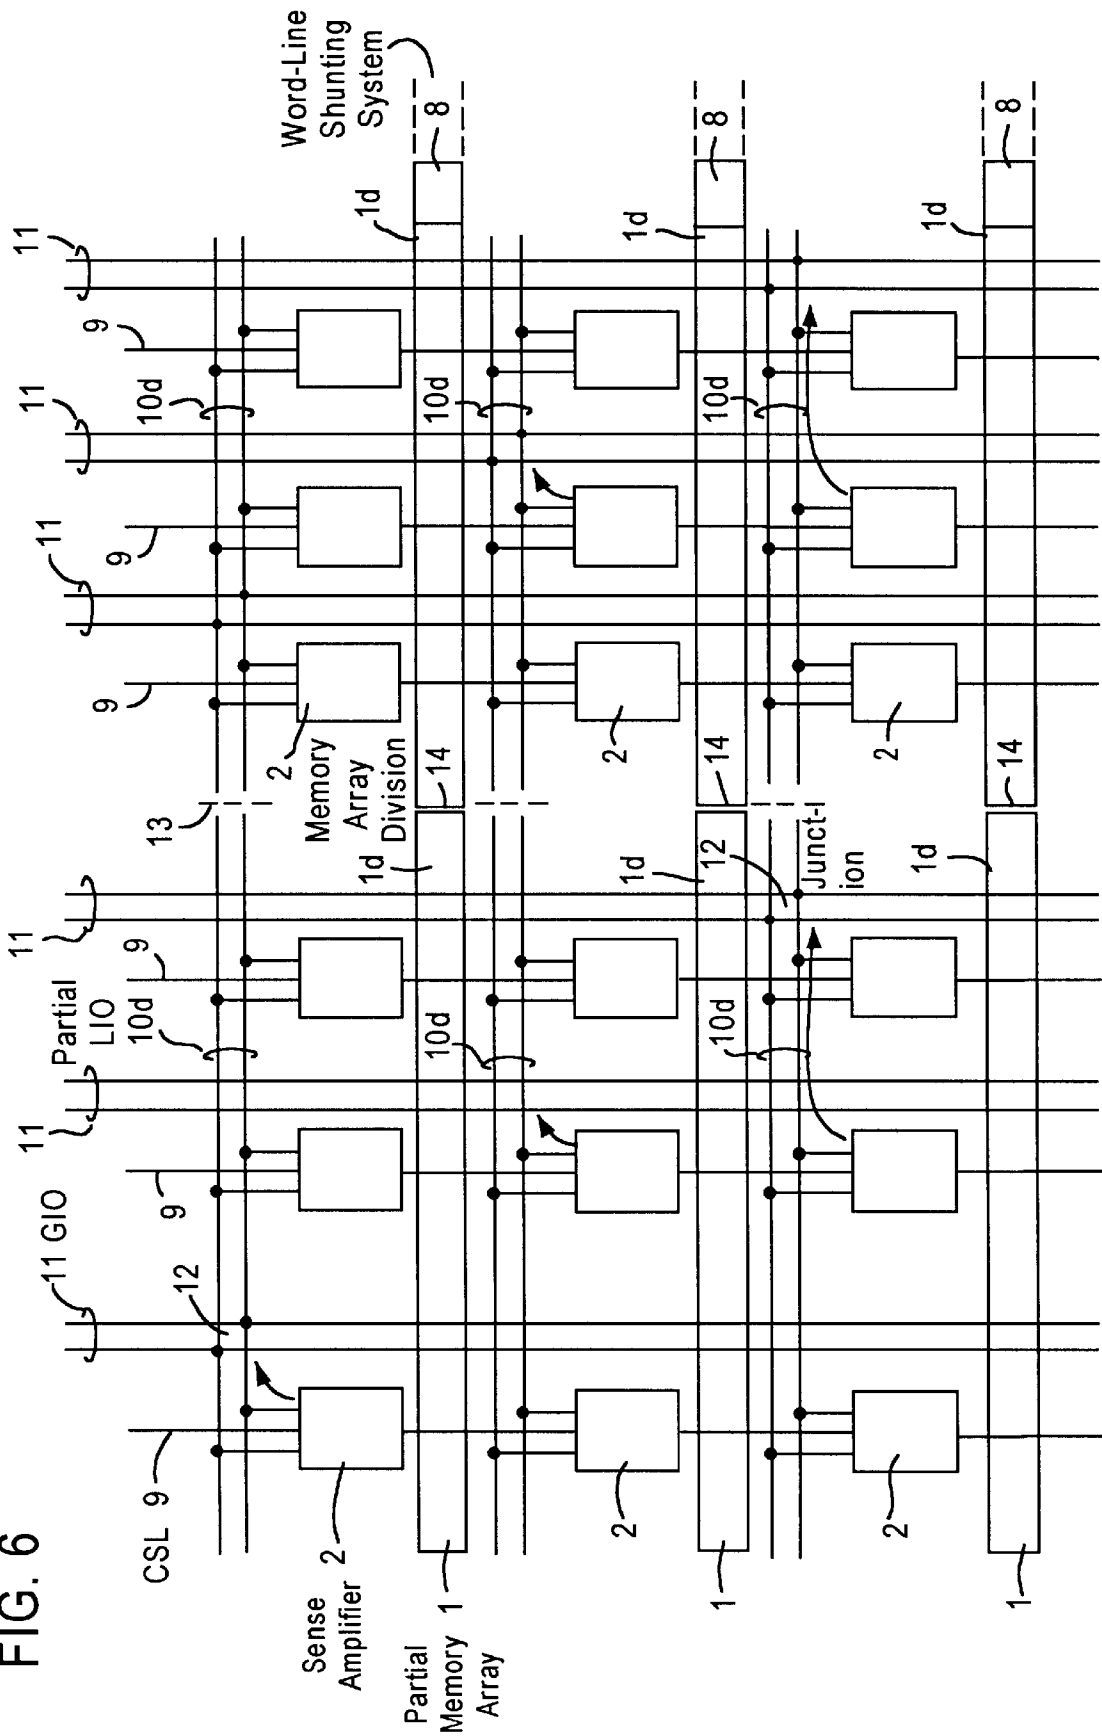 FIG. 6
11
11
11
11
11
11 GIO
Partial
LIO
10d
9
9
9
9
10d
CSL 9
9
12
13
Word-Line
Shunting
System
Sense
Amplifier
2
2
Memory
Array
Division
1d
14
1d
8
Partial
Memory
Array
1
10d
10d
2
2
1d
12
14
1d
8
1
10d
10d
Junct-
ion
2
2
1d
14
1d
8
1